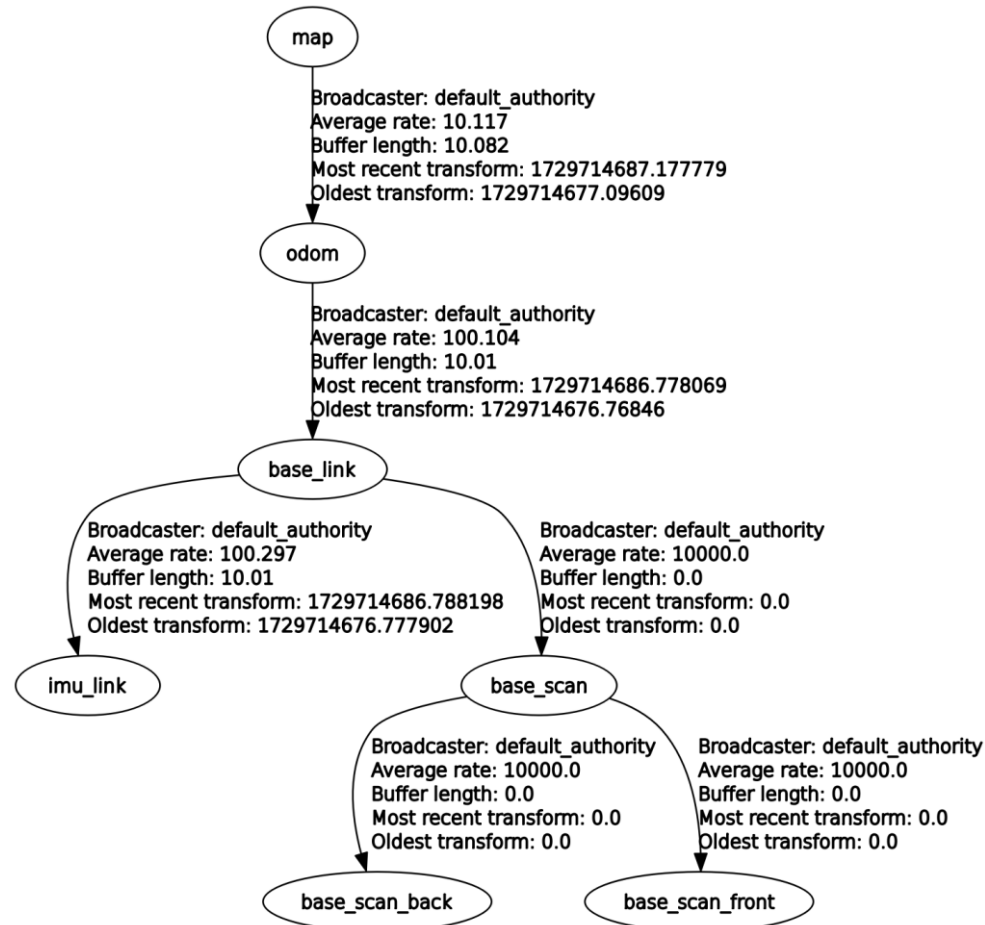 map
Broadcaster: default_authority
Average rate: 10.117
Buffer length: 10.082
Most recent transform: 1729714687.177779
Oldest transform: 1729714677.09609
odom
Broadcaster: default_authority
Average rate: 100.104
Buffer length: 10.01
Most recent transform: 1729714686.778069
Oldest transform: 1729714676.76846
base_link
Broadcaster: default_authority
Average rate: 100.297
Buffer length: 10.01
Most recent transform: 1729714686.788198
Oldest transform: 1729714676.777902
Broadcaster: default_authority
Average rate: 10000.0
Buffer length: 0.0
Most recent transform: 0.0
Oldest transform: 0.0
imu_link
base_scan
Broadcaster: default_authority
Average rate: 10000.0
Buffer length: 0.0
Most recent transform: 0.0
Oldest transform: 0.0
Broadcaster: default_authority
Average rate: 10000.0
Buffer length: 0.0
Most recent transform: 0.0
Oldest transform: 0.0
base_scan_back
base_scan_front